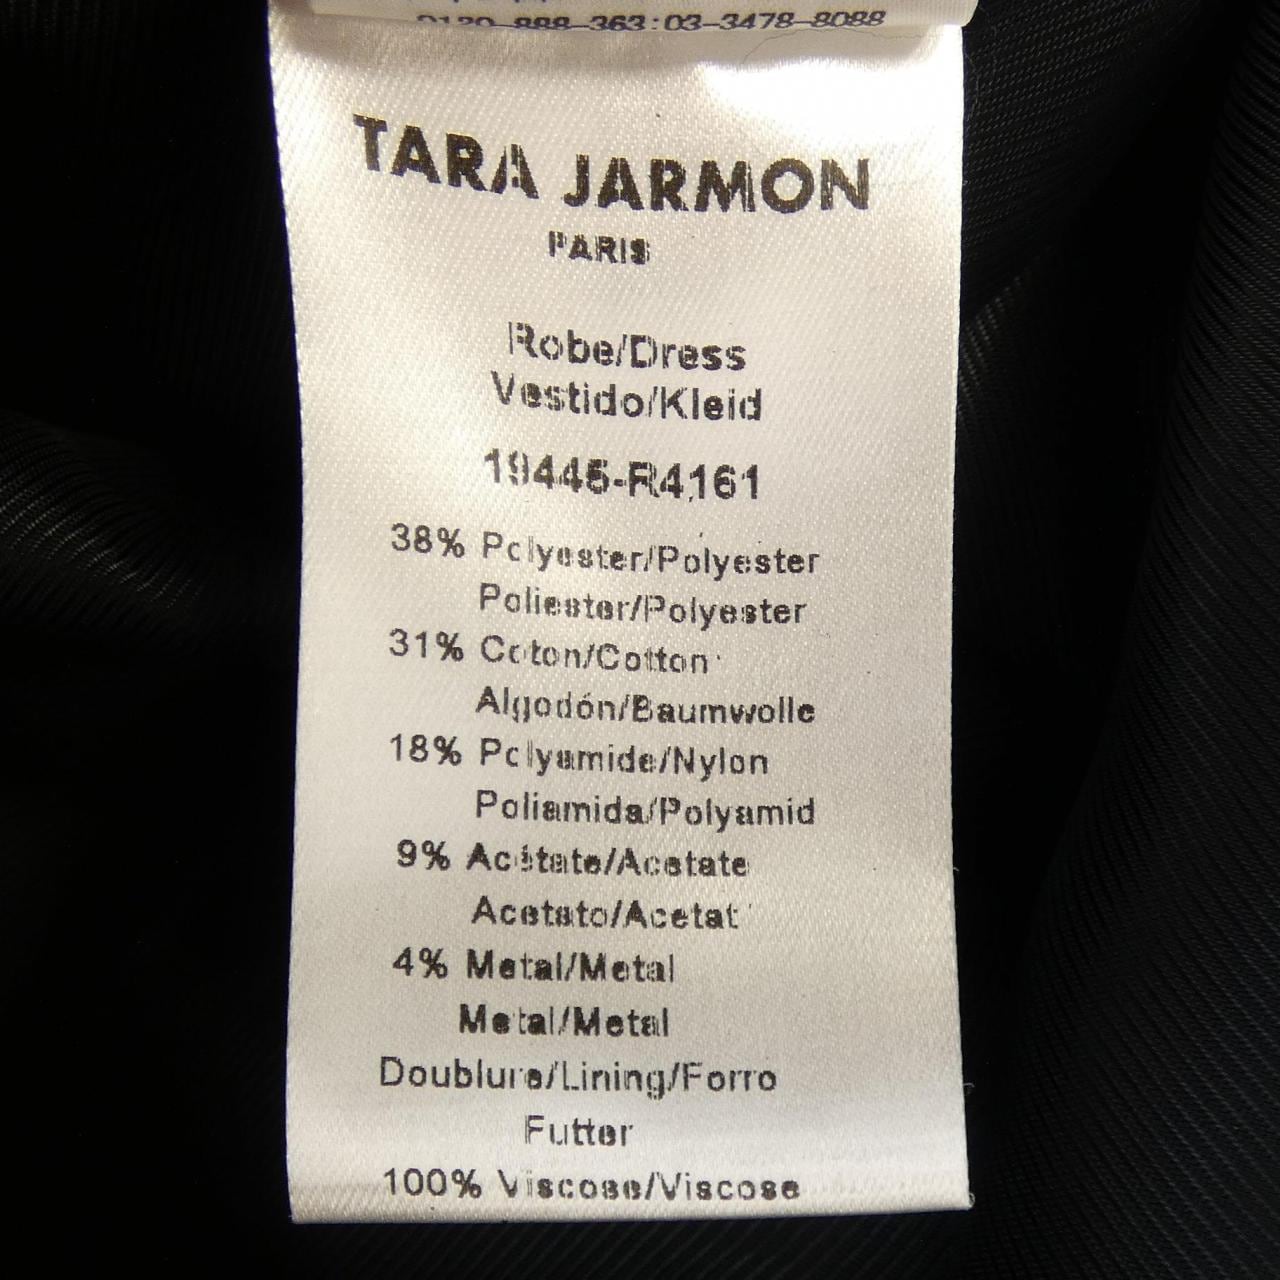 0120-888-363:03-3478-8088
TARA JARMON
PARIS
Robe/Dress
Vestido/Kleid
19445-R4161
38% Polyester/Polyester
Poliester/Polyester
31% Coton/Cotton
Algodón/Baumwolle
18% Polyamide/Nylon
Poliamida/Polyamid
9% Acétate/Acetate
Acetato/Acetat
4% Metal/Metal
Metal/Metal
Doublure/Lining/Forro
Futter
100% Viscose/Viscose